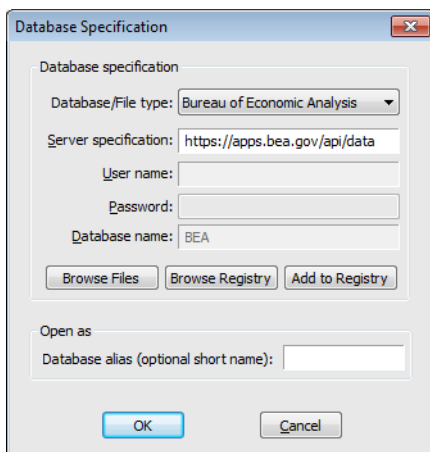 Database Specification
Database specification
Database/File type: Bureau of Economic Analysis
Server specification: https://apps.bea.gov/api/data
User name:
Password:
Database name: BEA
Browse Files Browse Registry Add to Registry
Open as
Database alias (optional short name):
OK Cancel